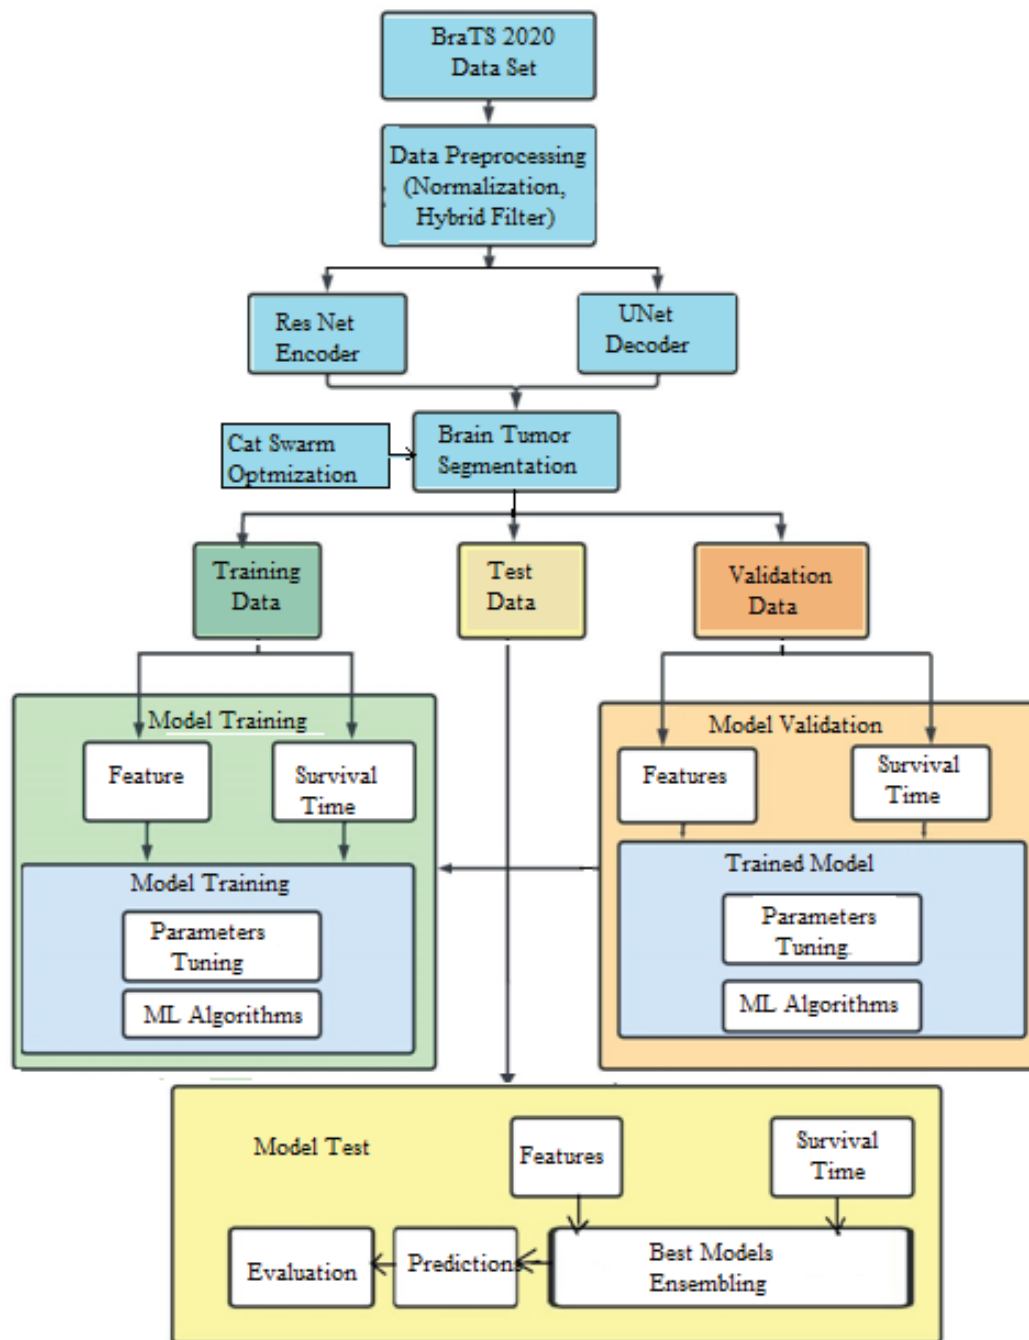 BraTS 2020
Data Set
Data Preprocessing
(Normalization,
Hybrid Filter)
Res Net
Encoder
UNet
Decoder
Cat Swarm
Optmization
Brain Tumor
Segmentation
Training
Data
Test
Data
Validation
Data
Model Training
Feature
Survival
Time
Model Training
Parameters
Tuning
ML Algorithms
Model Validation
Features
Survival
Time
Trained Model
Parameters
Tuning.
ML Algorithms
Model Test
Features
Survival
Time
Evaluation
Predictions
Best Models
Ensembling